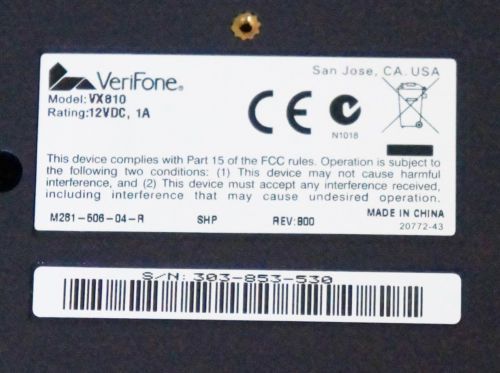 VeriFone®
San Jose, CA. USA
Model: VX810
Rating:12VDC, 1A
CE
N1018
This device complies with Part 15 of the FCC rules. Operation is subject to
the following two conditions: (1) This device may not cause harmful
interference, and (2) This device must accept any interference received,
including interference that may cause undesired operation.
M281-506-04-R SHP REV:B00 MADE IN CHINA
20772-43
S/N: 303-853-530